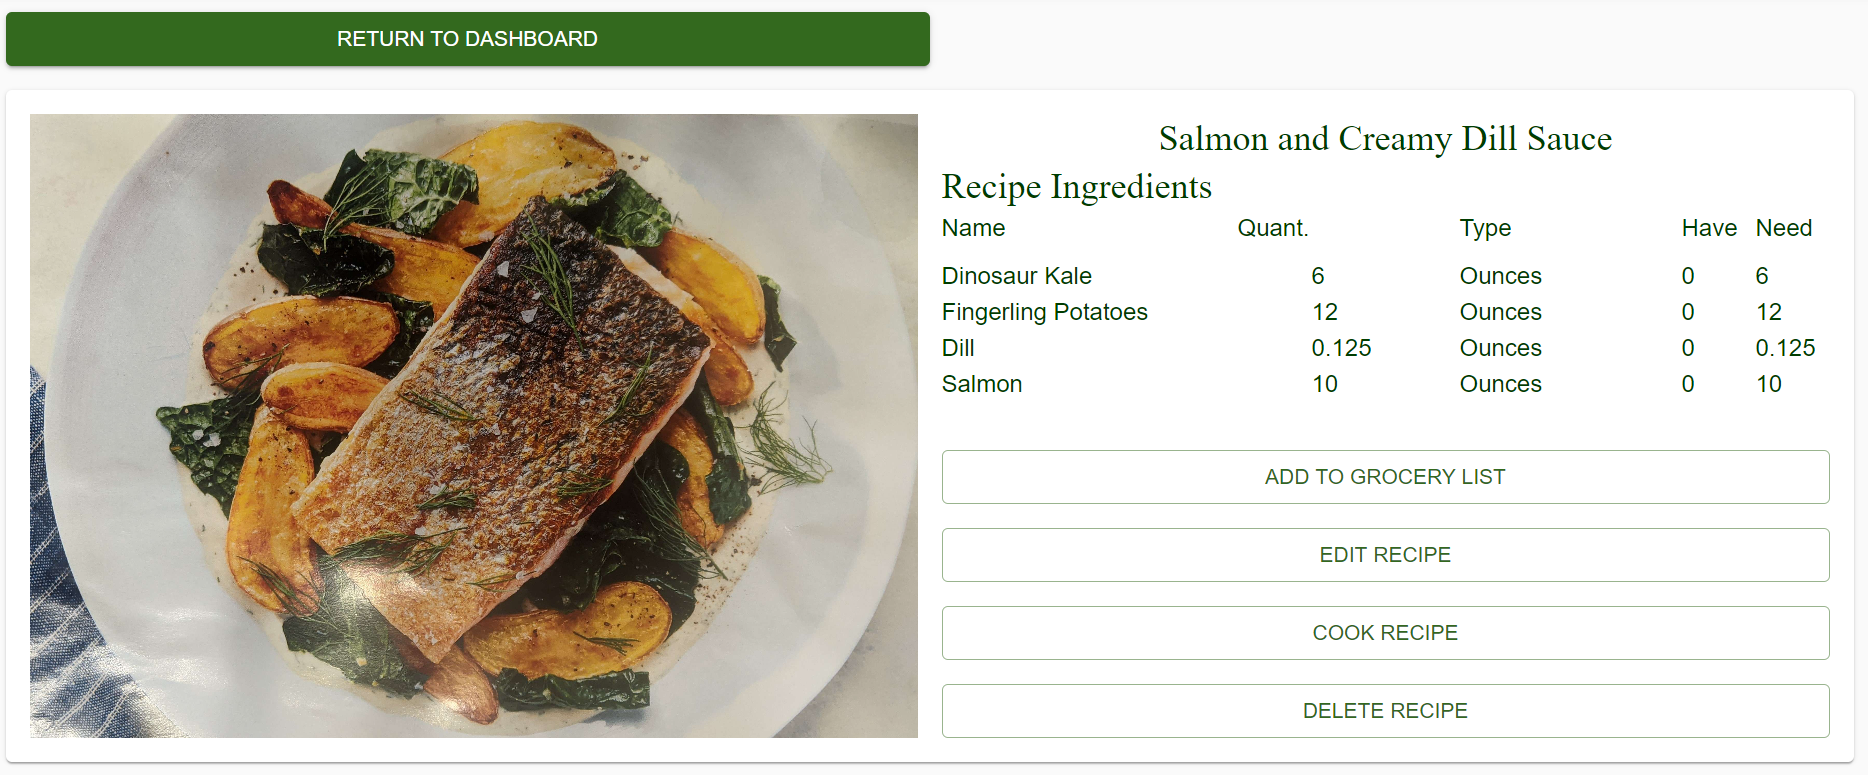 RETURN TO DASHBOARD
Salmon and Creamy Dill Sauce
Recipe Ingredients
Name Quant. Type Have Need
Dinosaur Kale 6 Ounces 0 6
Fingerling Potatoes 12 Ounces 0 12
Dill 0.125 Ounces 0 0.125
Salmon 10 Ounces 0 10
ADD TO GROCERY LIST
EDIT RECIPE
COOK RECIPE
DELETE RECIPE